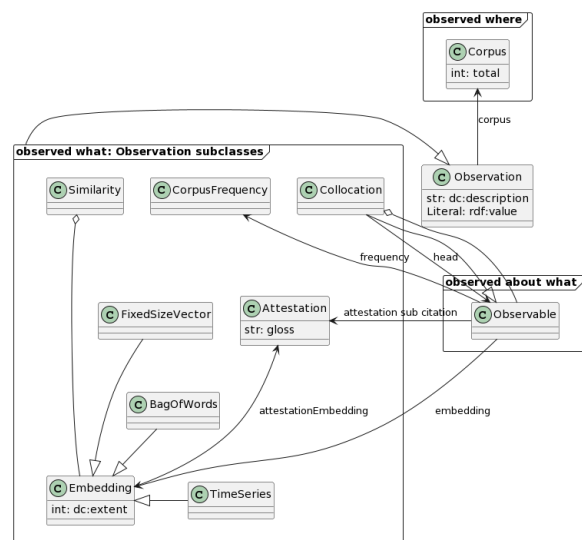 observed where
C Corpus
int: total
corpus
observed what: Observation subclasses
C Similarity
C CorpusFrequency
C Collocation
C Observation
str: dc:description
Literal: rdf:value
frequency
head
observed about what
C FixedSizeVector
C Attestation
str: gloss
attestation sub citation
C Observable
C BagOfWords
attestationEmbedding
embedding
C Embedding
int: dc:extent
C TimeSeries